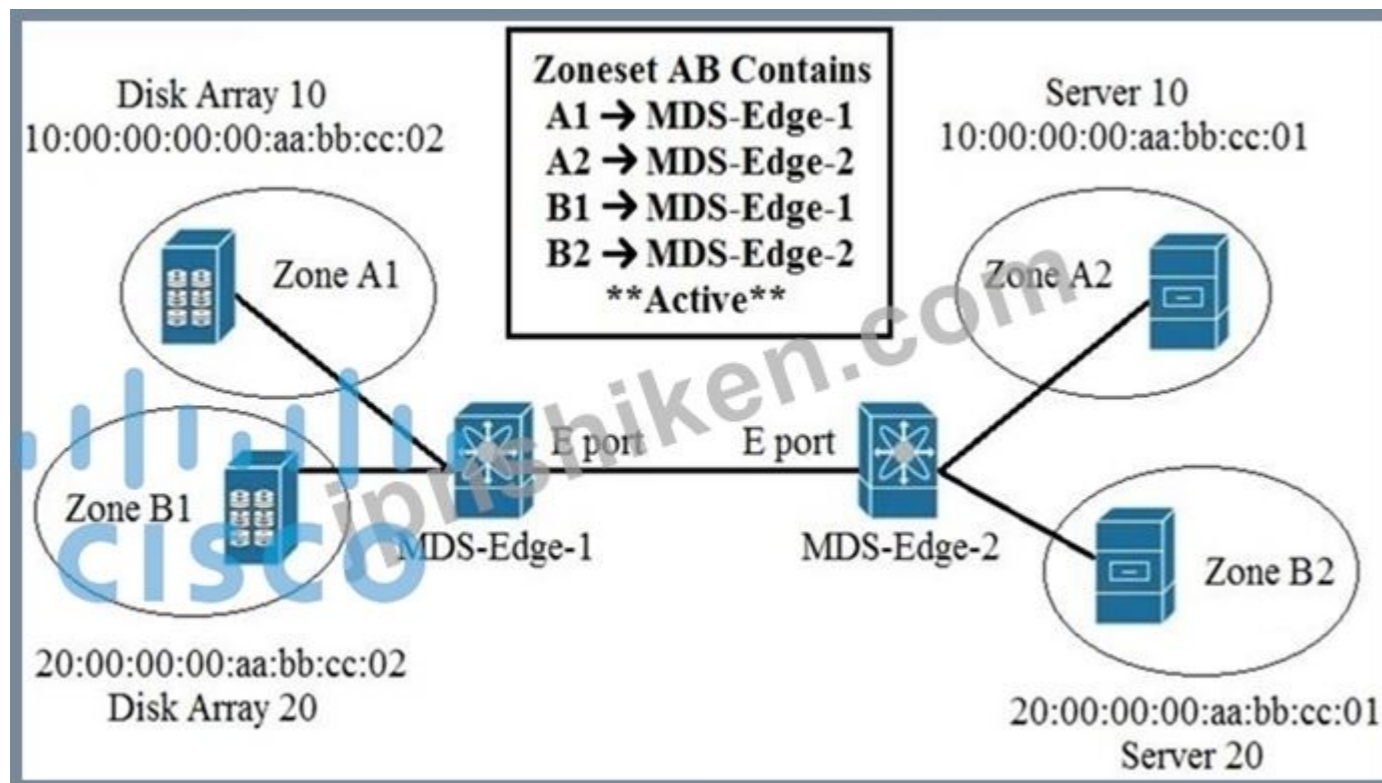 Zoneset AB Contains
A1 → MDS-Edge-1
A2 → MDS-Edge-2
B1 → MDS-Edge-1
B2 → MDS-Edge-2
**Active**
Disk Array 10
10:00:00:00:00:aa:bb:cc:02
Server 10
10:00:00:00:aa:bb:cc:01
Zone A1
Zone A2
E port
E port
Zone B1
MDS-Edge-1
MDS-Edge-2
Zone B2
20:00:00:00:aa:bb:cc:02
Disk Array 20
20:00:00:00:aa:bb:cc:01
Server 20
CISCO
jpnshiken.com